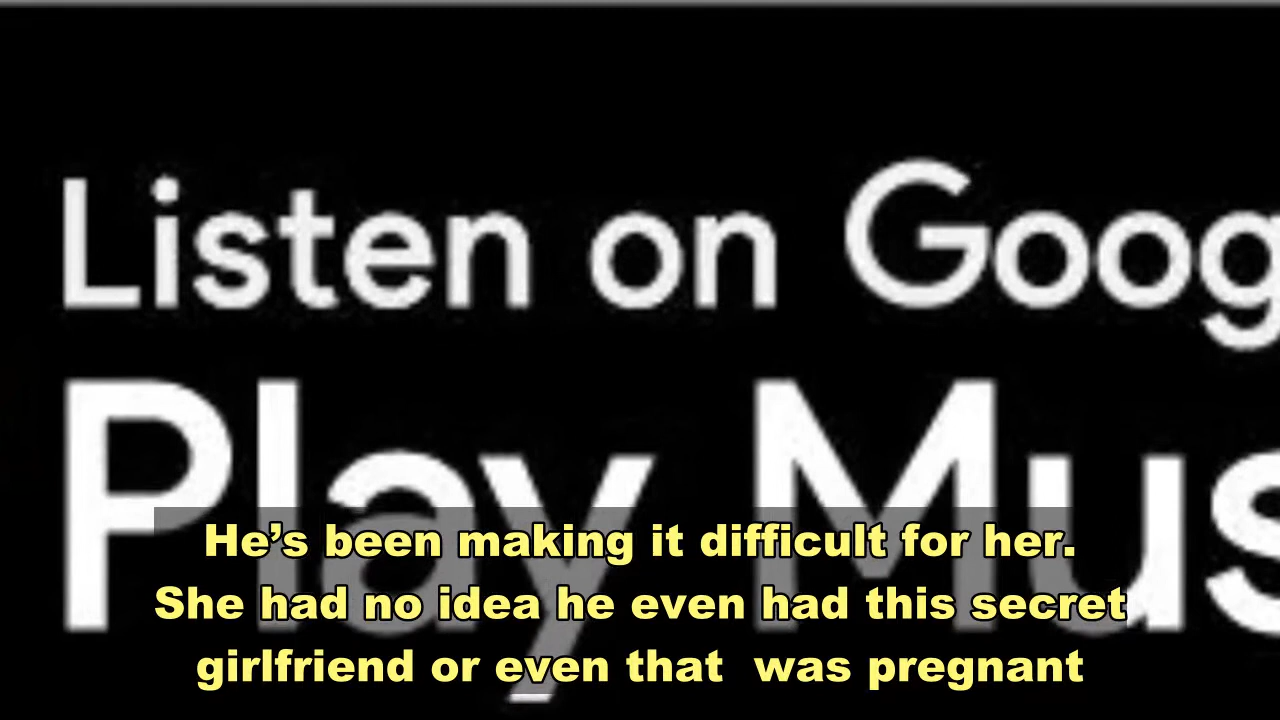 Listen on Goog
Play Mus
He’s been making it difficult for her.
She had no idea he even had this secret
girlfriend or even that  was pregnant